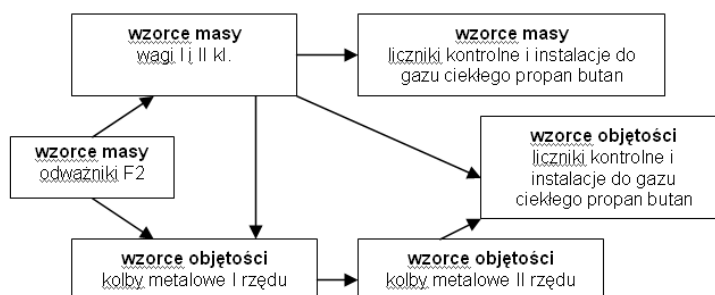 wzorce masy
wagi I i II kl.
wzorce masy
liczniki kontrolne i instalacje do
gazu ciekłego propan butan
wzorce masy
odważniki F2
wzorce objętości
liczniki kontrolne i
instalacje do gazu
ciekłego propan butan
wzorce objętości
kolby metalowe I rzędu
wzorce objętości
kolby metalowe II rzędu